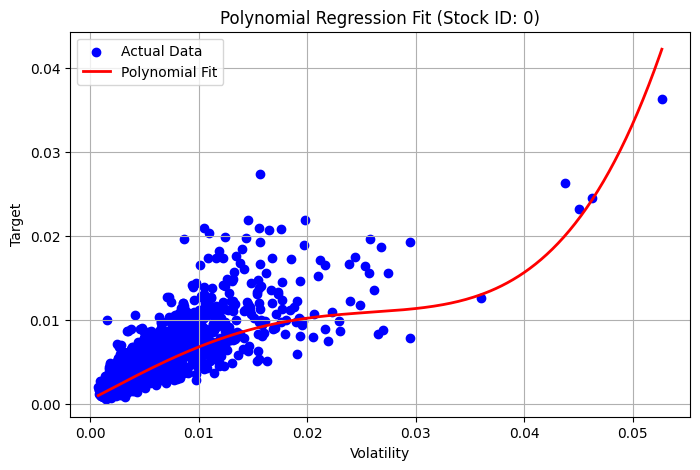 Polynomial Regression Fit (Stock ID: 0)
Actual Data
Polynomial Fit
0.04
0.03
0.02
0.01
0.00
Target
0.00 0.01 0.02 0.03 0.04 0.05
Volatility